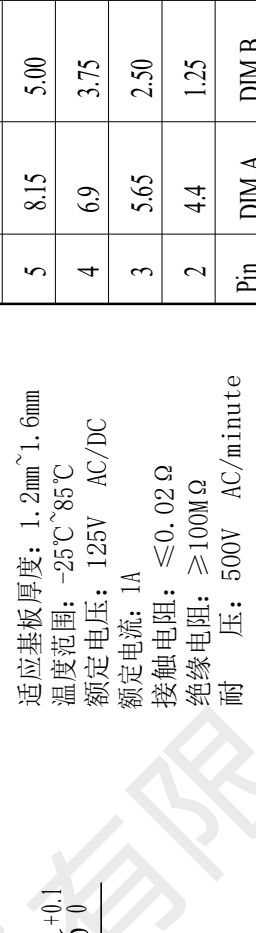 适应基板厚度: 1.2mm~1.6mm
温度范围: -25℃~85℃
额定电压: 125V AC/DC
额定电流: 1A
接触电阻: ≤0.02Ω
绝缘电阻: ≥100MΩ
耐 压: 500V AC/minute
5 8.15 5.00
4 6.9 3.75
3 5.65 2.50
2 4.4 1.25
Pin DIM A DIM B
+0.1
0
有限